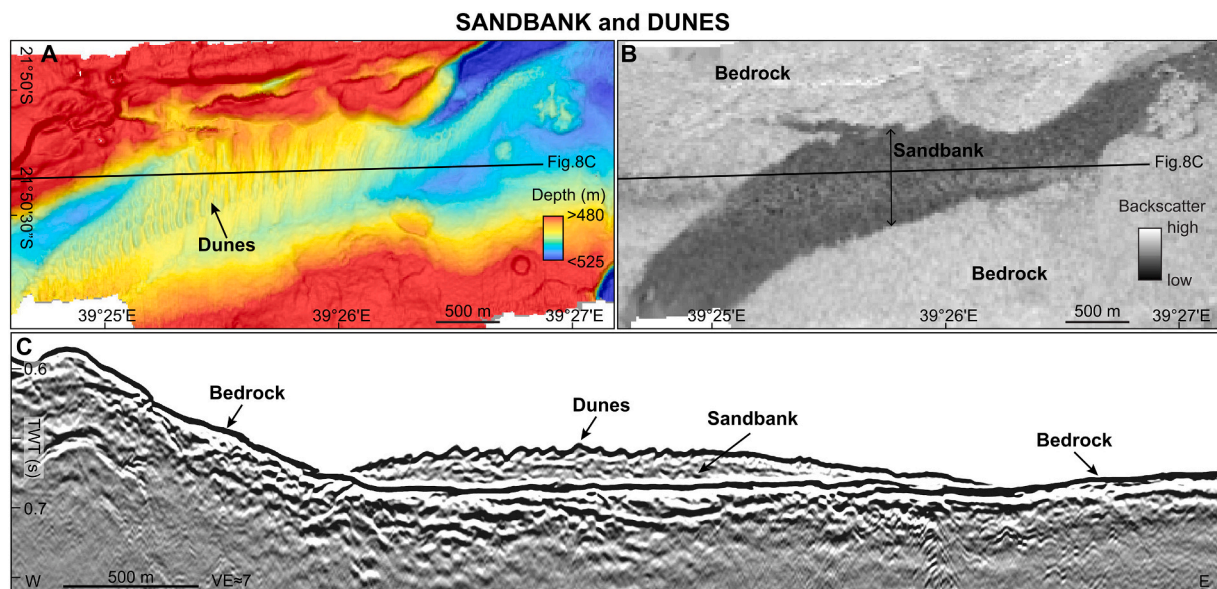 SANDBANK and DUNES
A
21°50'S
21°50'30"S
Dunes
Fig.8C
Depth (m)
>480
<525
39°25'E
39°26'E
500 m
39°27'E
B
Bedrock
Sandbank
Fig.8C
Backscatter
high
low
Bedrock
39°25'E
39°26'E
500 m
39°27'E
C
0.6
TWT (s)
0.7
Bedrock
Dunes
Sandbank
Bedrock
W
500 m
VE≈7
E